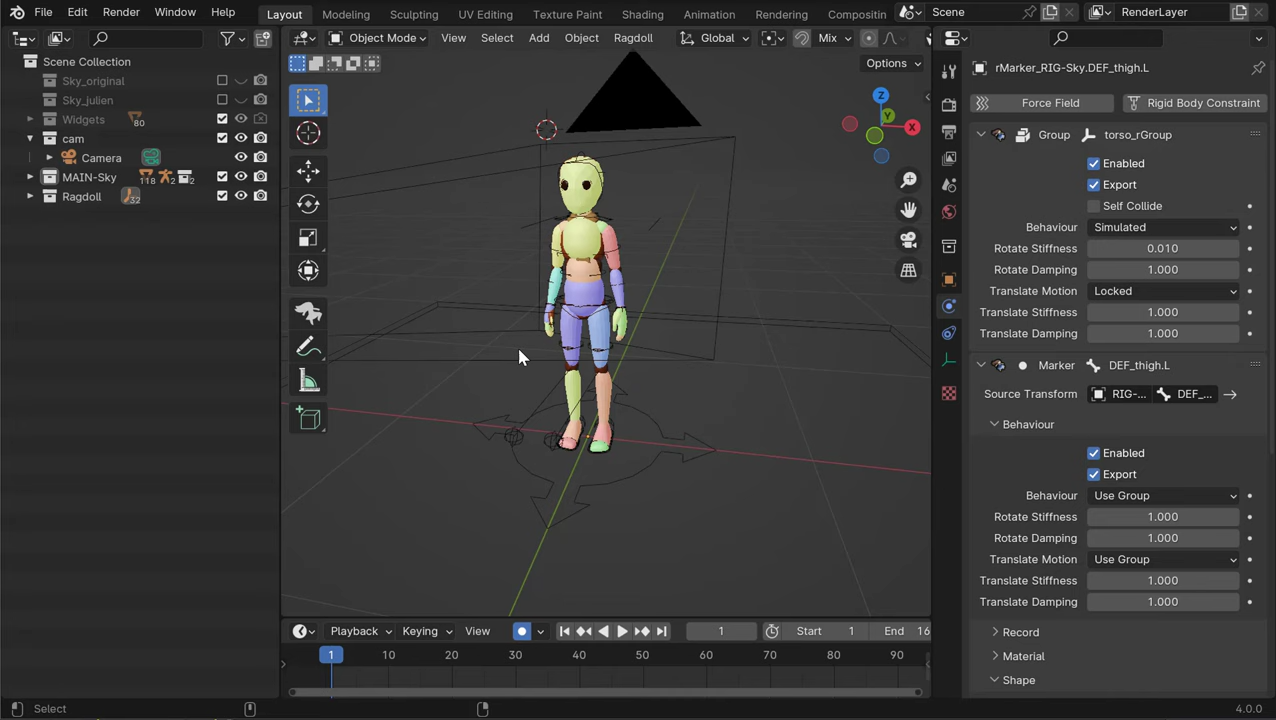 File Edit Render Window Help Layout Modeling Sculpting UV Editing Texture Paint Shading Animation Rendering Compositin Scene RenderLayer
Object Mode View Select Add Object Ragdoll Global Mix
Options
Scene Collection
Sky_original
Sky_julien
Widgets 80
cam
Camera
MAIN-Sky 118 2 2
Ragdoll 32
Z
Y
X
rMarker_RIG-Sky.DEF_thigh.L
Force Field Rigid Body Constraint
Group torso_rGroup
Enabled
Export
Self Collide
Behaviour Simulated
Rotate Stiffness 0.010
Rotate Damping 1.000
Translate Motion Locked
Translate Stiffness 1.000
Translate Damping 1.000
Marker DEF_thigh.L
Source Transform RIG-... DEF_...
Behaviour
Enabled
Export
Behaviour Use Group
Rotate Stiffness 1.000
Rotate Damping 1.000
Translate Motion Use Group
Translate Stiffness 1.000
Translate Damping 1.000
Record
Material
Shape
Playback Keying View 1 Start 1 End 16
1 10 20 30 40 50 60 70 80 90
Select 4.0.0